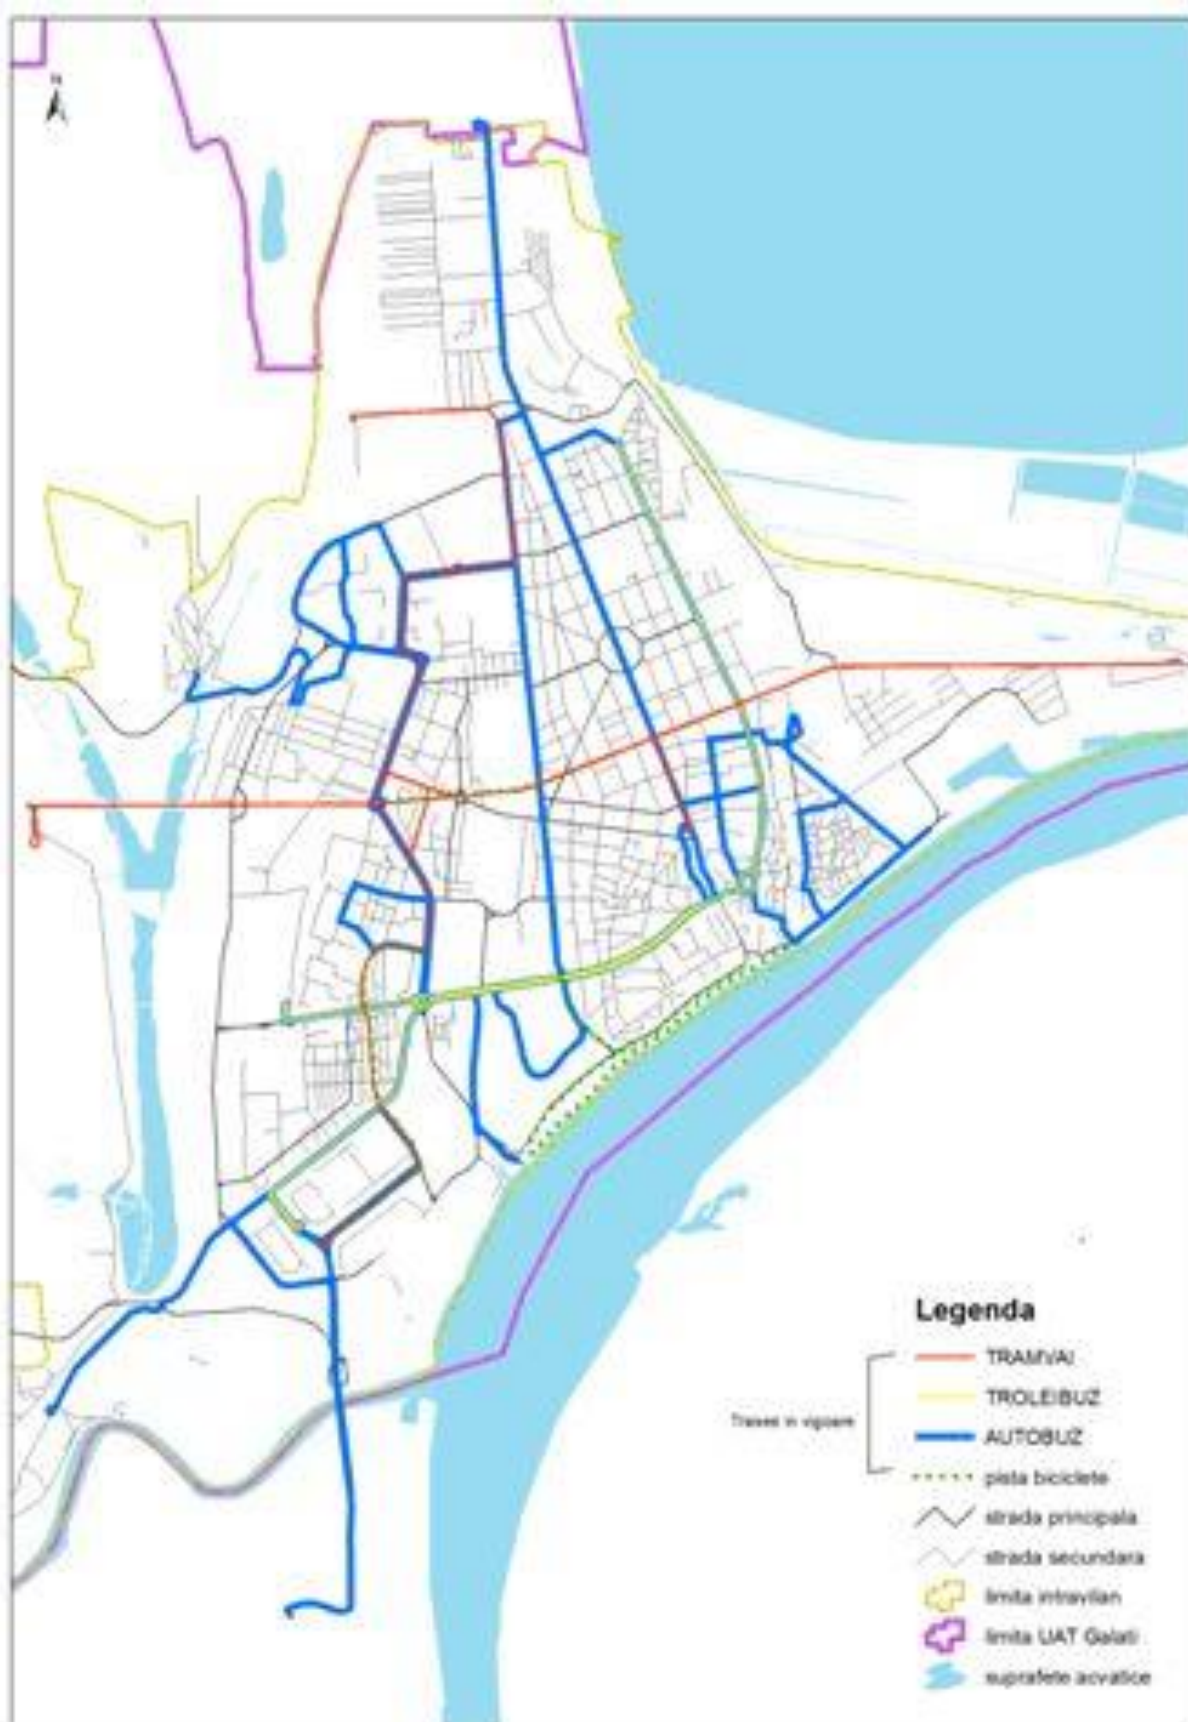 N
Legenda
TRAMVAI
TROLEIBUZ
AUTOBUZ
Trasee in vigoare
pista biciclete
strada principala
strada secundara
limita intravilan
limita UAT Galati
suprafete acvatice